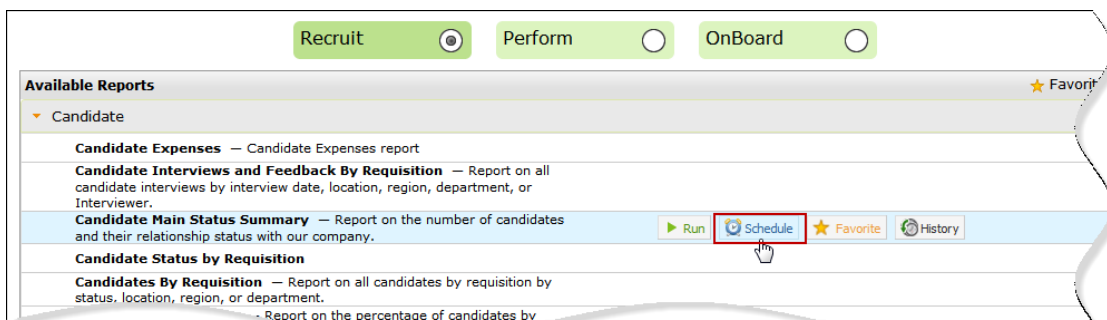 Recruit Perform OnBoard
Available Reports Favorit
Candidate
Candidate Expenses — Candidate Expenses report
Candidate Interviews and Feedback By Requisition — Report on all
candidate interviews by interview date, location, region, department, or
Interviewer.
Candidate Main Status Summary — Report on the number of candidates
and their relationship status with our company.
Run Schedule Favorite History
Candidate Status by Requisition
Candidates By Requisition — Report on all candidates by requisition by
status, location, region, or department.
- Report on the percentage of candidates by